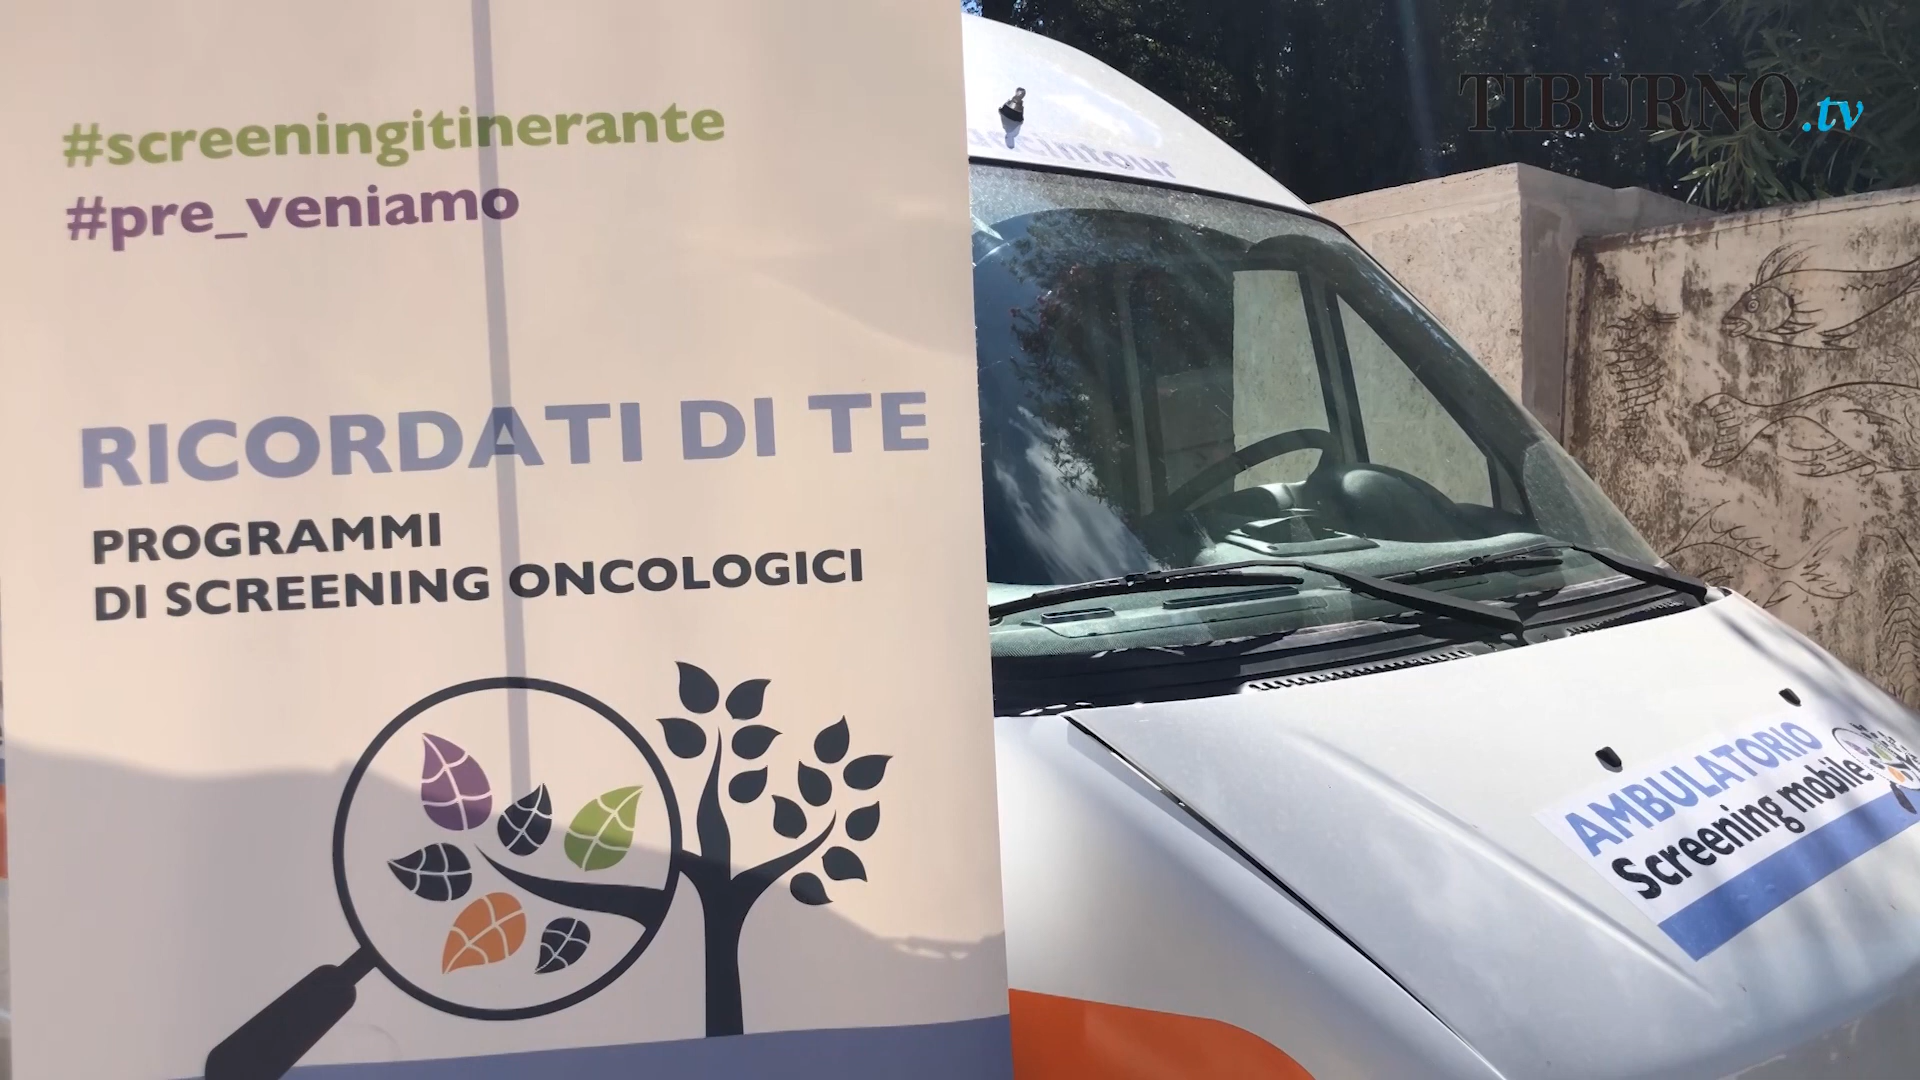 #screeningitinerante
#pre_veniamo
RICORDATI DI TE
PROGRAMMI
DI SCREENING ONCOLOGICI
TIBURNO.tv
AMBULATORIO
Screening mobile